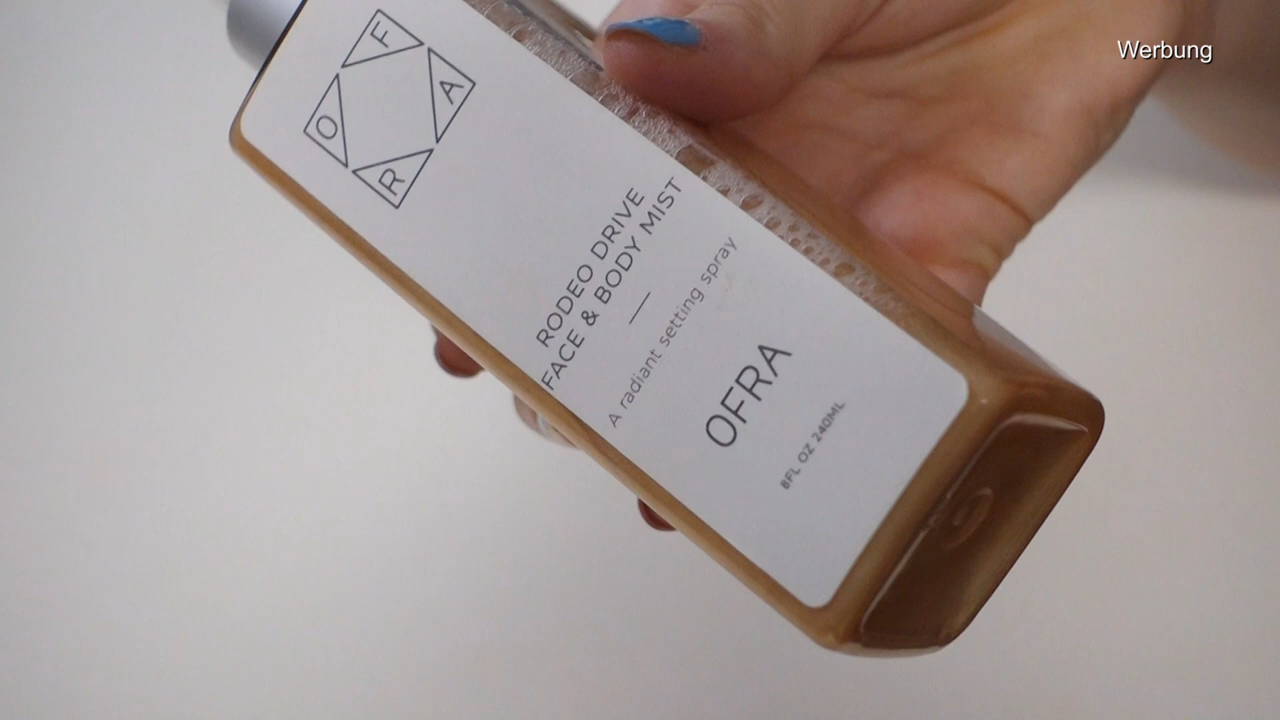 Werbung
O F R A
RODEO DRIVE
FACE & BODY MIST
A radiant setting spray
OFRA
8FL OZ 240ML